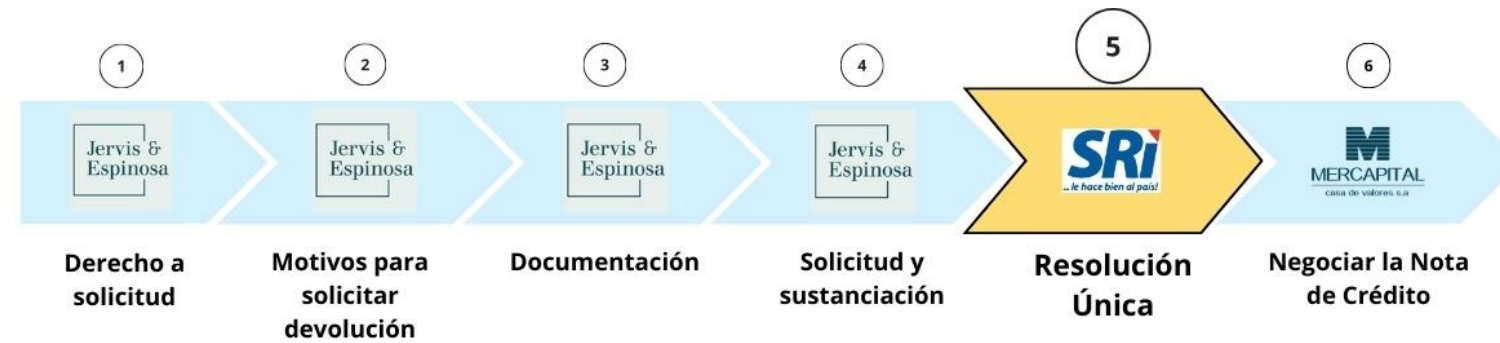 1
2
3
4
5
6
Jervis &
Espinosa
Jervis &
Espinosa
Jervis &
Espinosa
Jervis &
Espinosa
SRi
... le hace bien al país!
M
MERCAPITAL
casa de valores s.a
Derecho a
solicitud
Motivos para
solicitar
devolución
Documentación
Solicitud y
sustanciación
Resolución
Única
Negociar la Nota
de Crédito